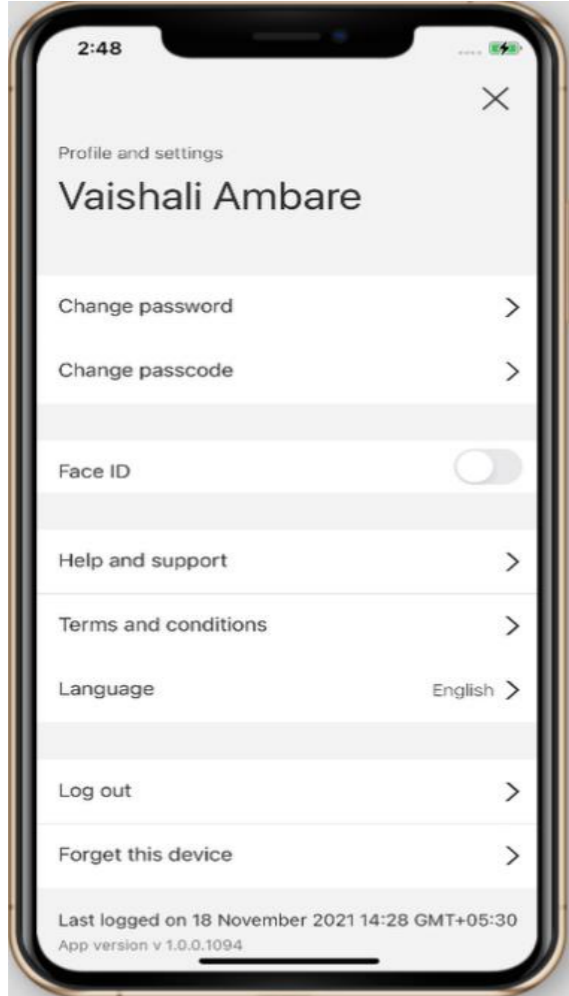 2:48
Profile and settings
Vaishali Ambare
Change password
Change passcode
Face ID
Help and support
Terms and conditions
Language English
Log out
Forget this device
Last logged on 18 November 2021 14:28 GMT+05:30
App version v 1.0.0.1094